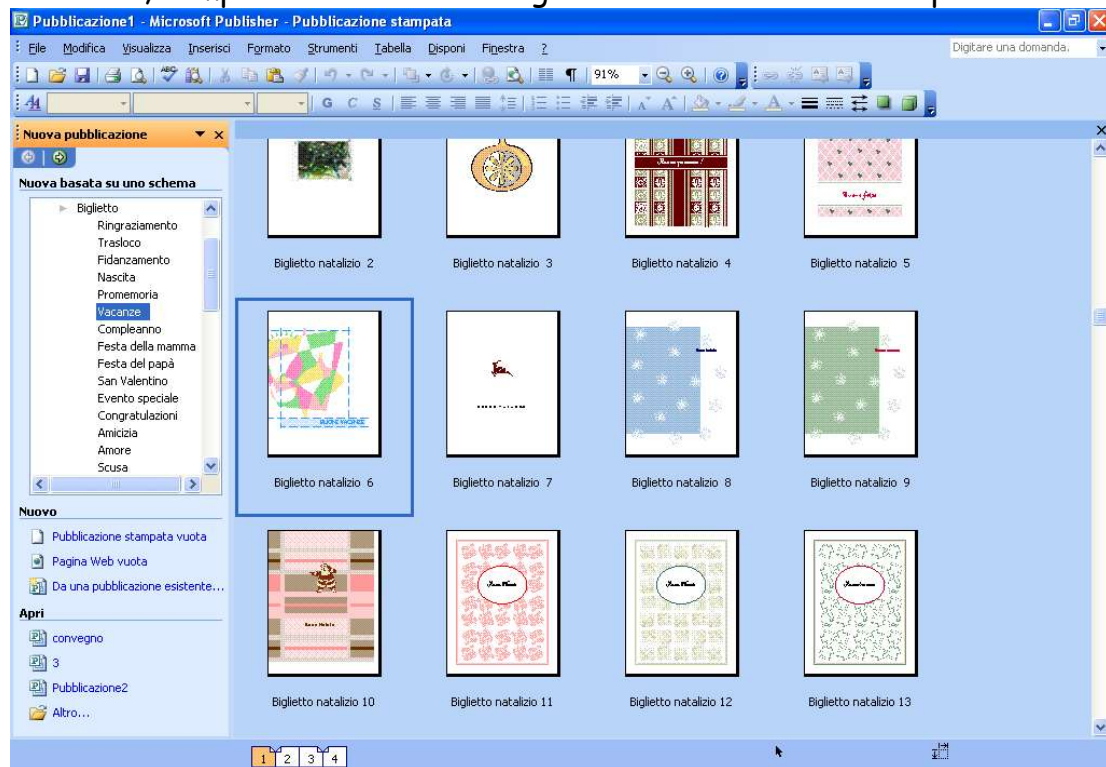 Pubblicazione1 - Microsoft Publisher - Pubblicazione stampata
File Modifica Visualizza Inserisci Formato Strumenti Tabella Disponi Finestra ?
Digitare una domanda.
91%
G C S
Nuova pubblicazione
Nuova basata su uno schema
Biglietto
Ringraziamento
Trasloco
Fidanzamento
Nascita
Promemoria
Vacanze
Compleanno
Festa della mamma
Festa del papà
San Valentino
Evento speciale
Congratulazioni
Amicizia
Amore
Scusa
Nuovo
Pubblicazione stampata vuota
Pagina Web vuota
Da una pubblicazione esistente...
Apri
convegno
3
Pubblicazione2
Altro...
Biglietto natalizio 2
Biglietto natalizio 3
Biglietto natalizio 4
Biglietto natalizio 5
BUONE VACANZE
Biglietto natalizio 6
Biglietto natalizio 7
Biglietto natalizio 8
Biglietto natalizio 9
Buon Natale
Biglietto natalizio 10
Biglietto natalizio 11
Biglietto natalizio 12
Biglietto natalizio 13
1 2 3 4